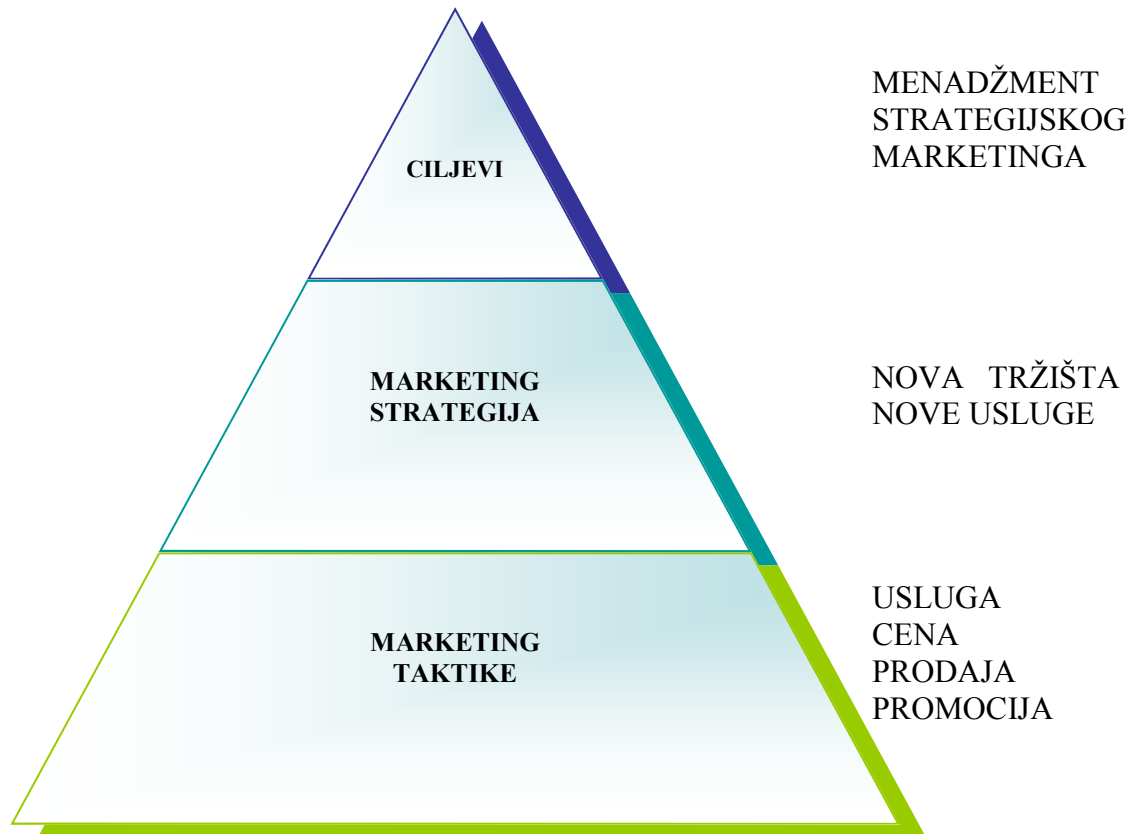 CILJEVI
MENADŽMENT
STRATEGIJSKOG
MARKETINGA
MARKETING
STRATEGIJA
NOVA TRŽIŠTA
NOVE USLUGE
MARKETING
TAKTIKE
USLUGA
CENA
PRODAJA
PROMOCIJA